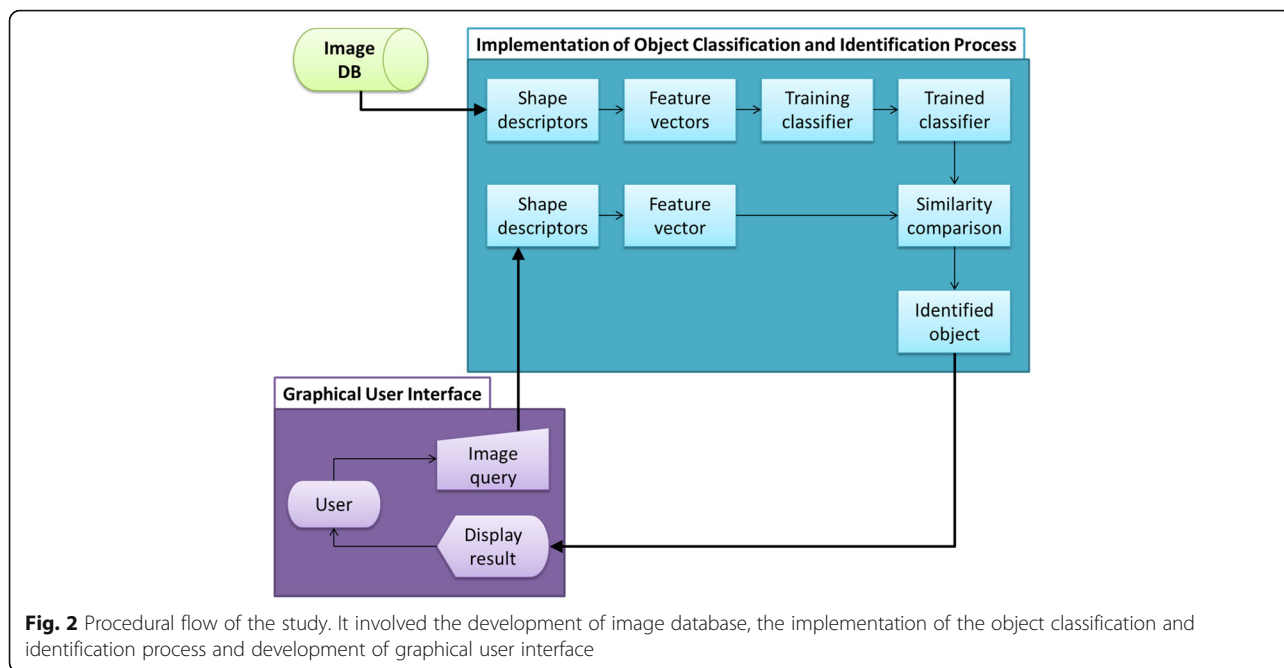 Image
DB
Implementation of Object Classification and Identification Process
Shape
descriptors
Feature
vectors
Training
classifier
Trained
classifier
Shape
descriptors
Feature
vector
Similarity
comparison
Identified
object
Graphical User Interface
Image
query
User
Display
result
Fig. 2 Procedural flow of the study. It involved the development of image database, the implementation of the object classification and
identification process and development of graphical user interface